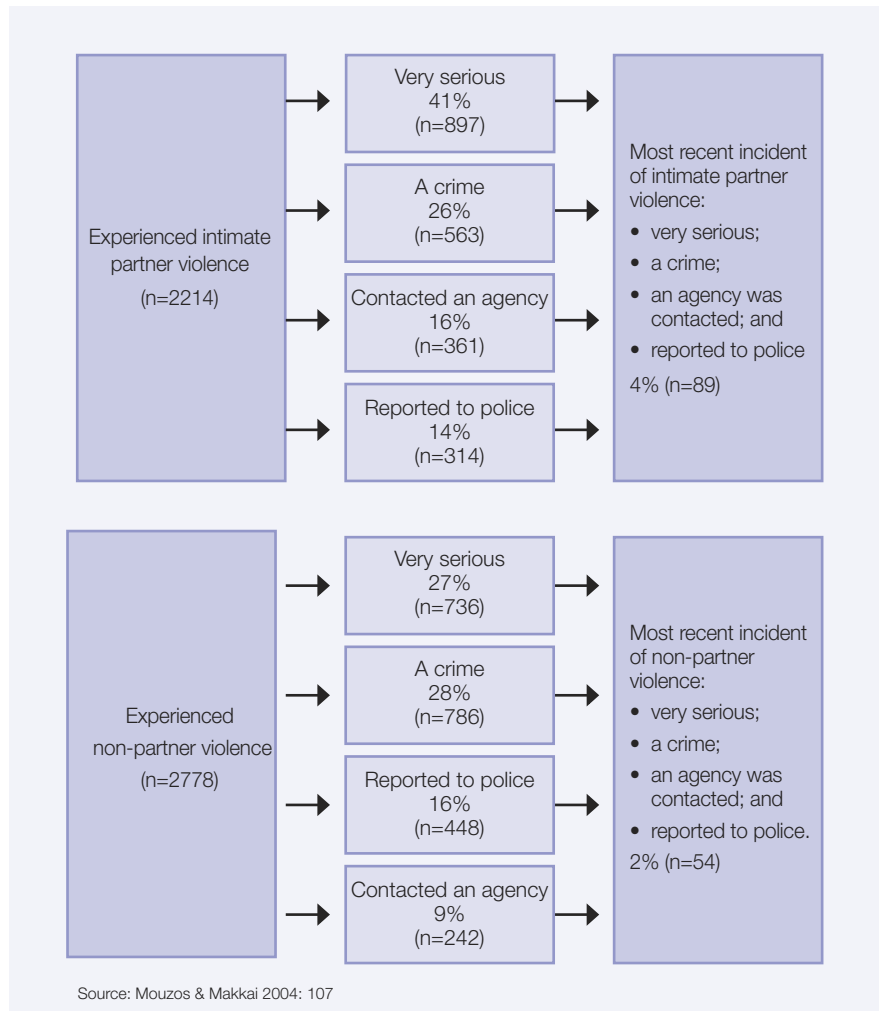 Experienced intimate
partner violence
(n=2214)
Very serious
41%
(n=897)
A crime
26%
(n=563)
Contacted an agency
16%
(n=361)
Reported to police
14%
(n=314)
Most recent incident
of intimate partner
violence:
• very serious;
• a crime;
• an agency was
contacted; and
• reported to police
4% (n=89)
Experienced
non-partner violence
(n=2778)
Very serious
27%
(n=736)
A crime
28%
(n=786)
Reported to police
16%
(n=448)
Contacted an agency
9%
(n=242)
Most recent incident
of non-partner
violence:
• very serious;
• a crime;
• an agency was
contacted; and
• reported to police.
2% (n=54)
Source: Mouzos & Makkai 2004: 107